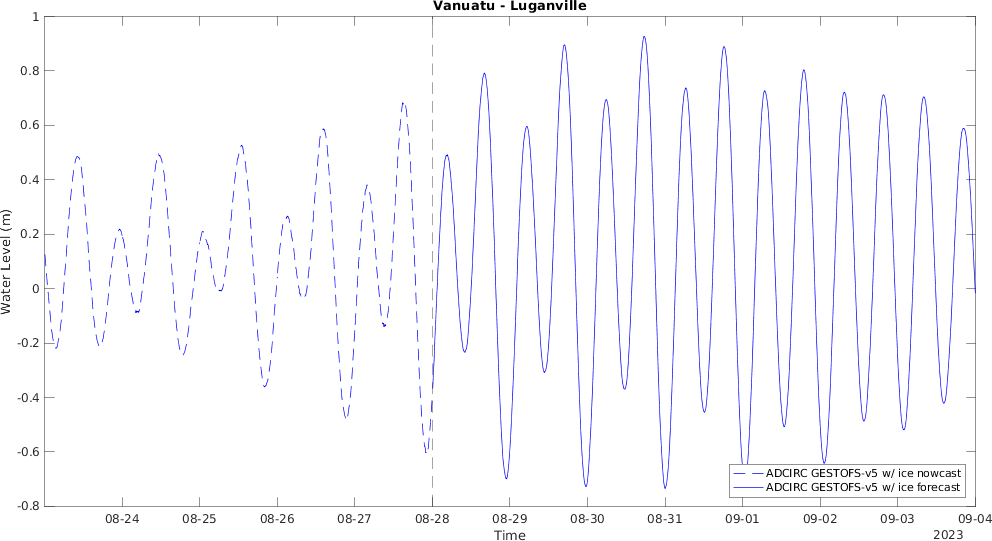 Vanuatu - Luganville
1
0.8
0.6
0.4
0.2
0
-0.2
-0.4
-0.6
-0.8
Water Level (m)
ADCIRC GESTOFS-v5 w/ ice nowcast
ADCIRC GESTOFS-v5 w/ ice forecast
08-24 08-25 08-26 08-27 08-28 08-29 08-30 08-31 09-01 09-02 09-03 09-04
Time
2023